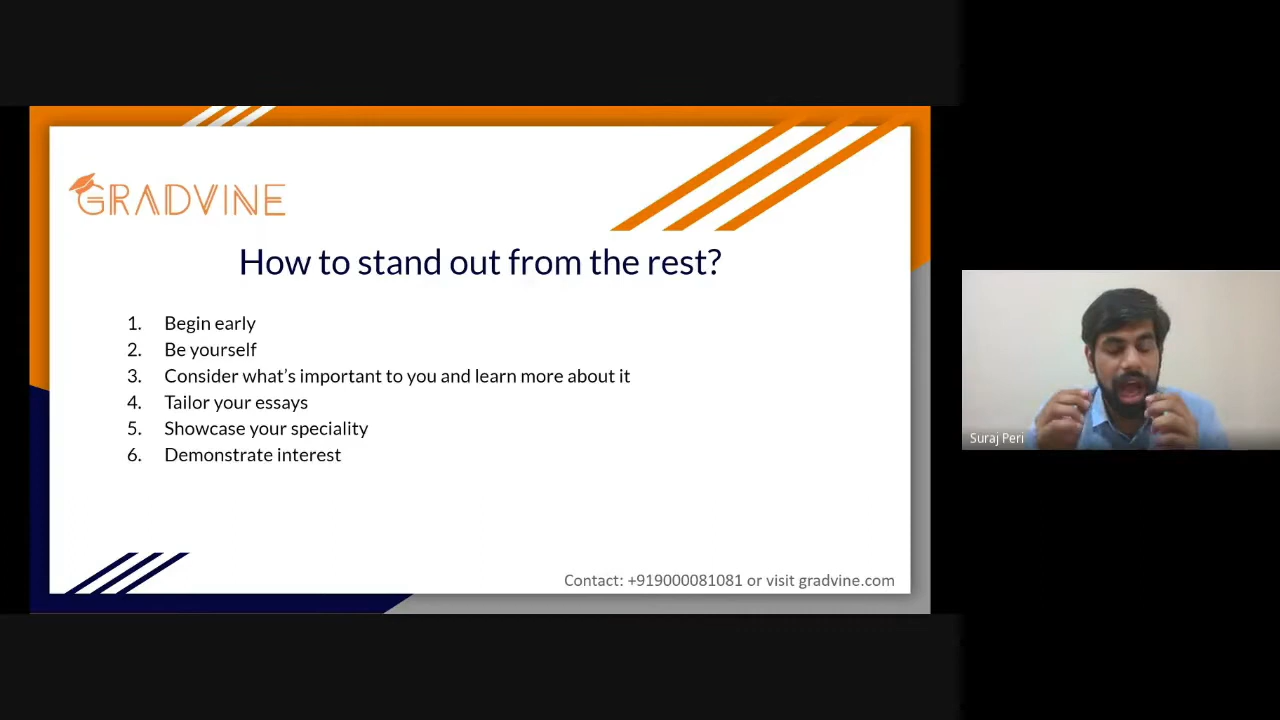 GRADVINE
How to stand out from the rest?
1. Begin early
2. Be yourself
3. Consider what's important to you and learn more about it
4. Tailor your essays
5. Showcase your speciality
6. Demonstrate interest
Contact: +919000081081 or visit gradvine.com
Suraj Peri